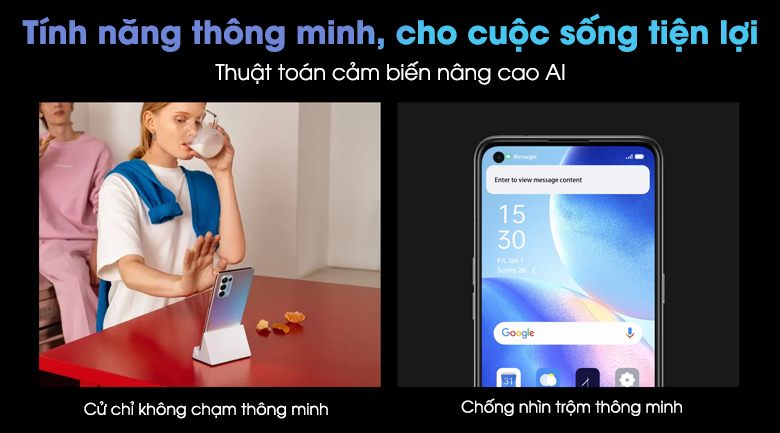 Tính năng thông minh, cho cuộc sống tiện lợi
Thuật toán cảm biến nâng cao AI
Messages
Enter to view message content
15
30
Fri, Jan 1
Sunny 26° C
Google
31
Cử chỉ không chạm thông minh
Chống nhìn trộm thông minh